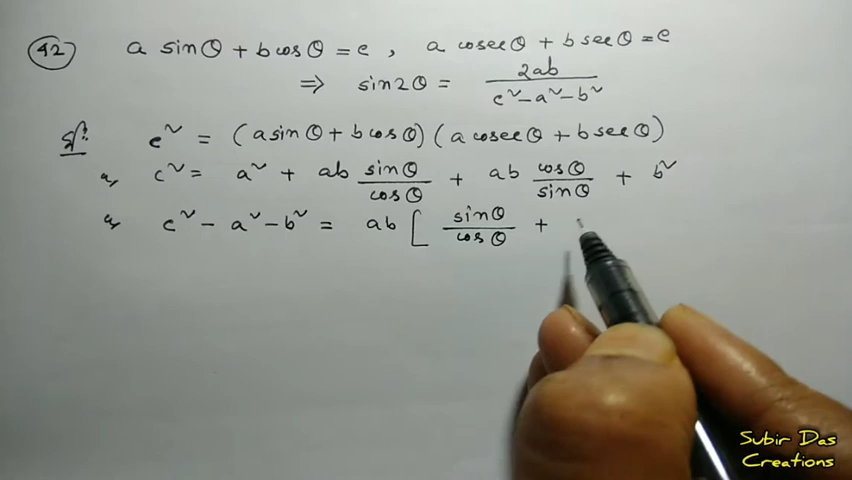 42 a sinθ + b cosθ = c , a cosecθ + b secθ = c
⇒ sin2θ = 2ab / (c² - a² - b²)
c² = (a sinθ + b cosθ) (a cosecθ + b secθ)
c² = a² + ab sinθ/cosθ + ab cosθ/sinθ + b²
c² - a² - b² = ab [ sinθ/cosθ +
Subir Das
Creations